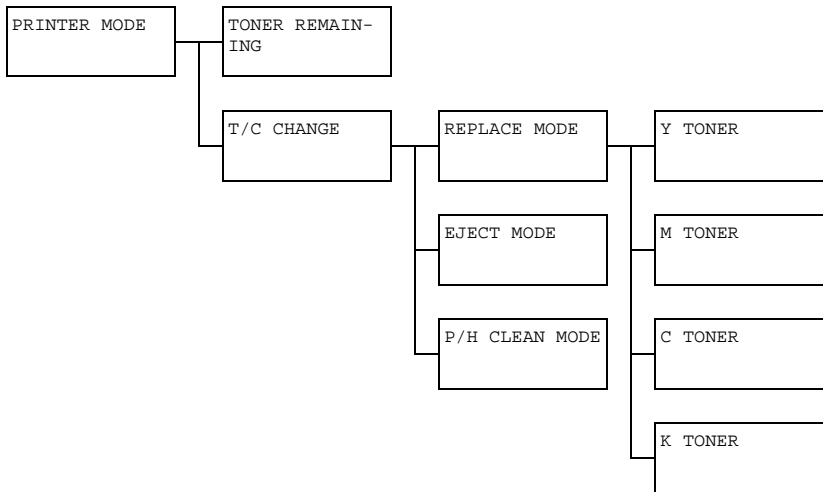 PRINTER MODE
TONER REMAIN-
ING
T/C CHANGE
REPLACE MODE
Y TONER
EJECT MODE
M TONER
P/H CLEAN MODE
C TONER
K TONER